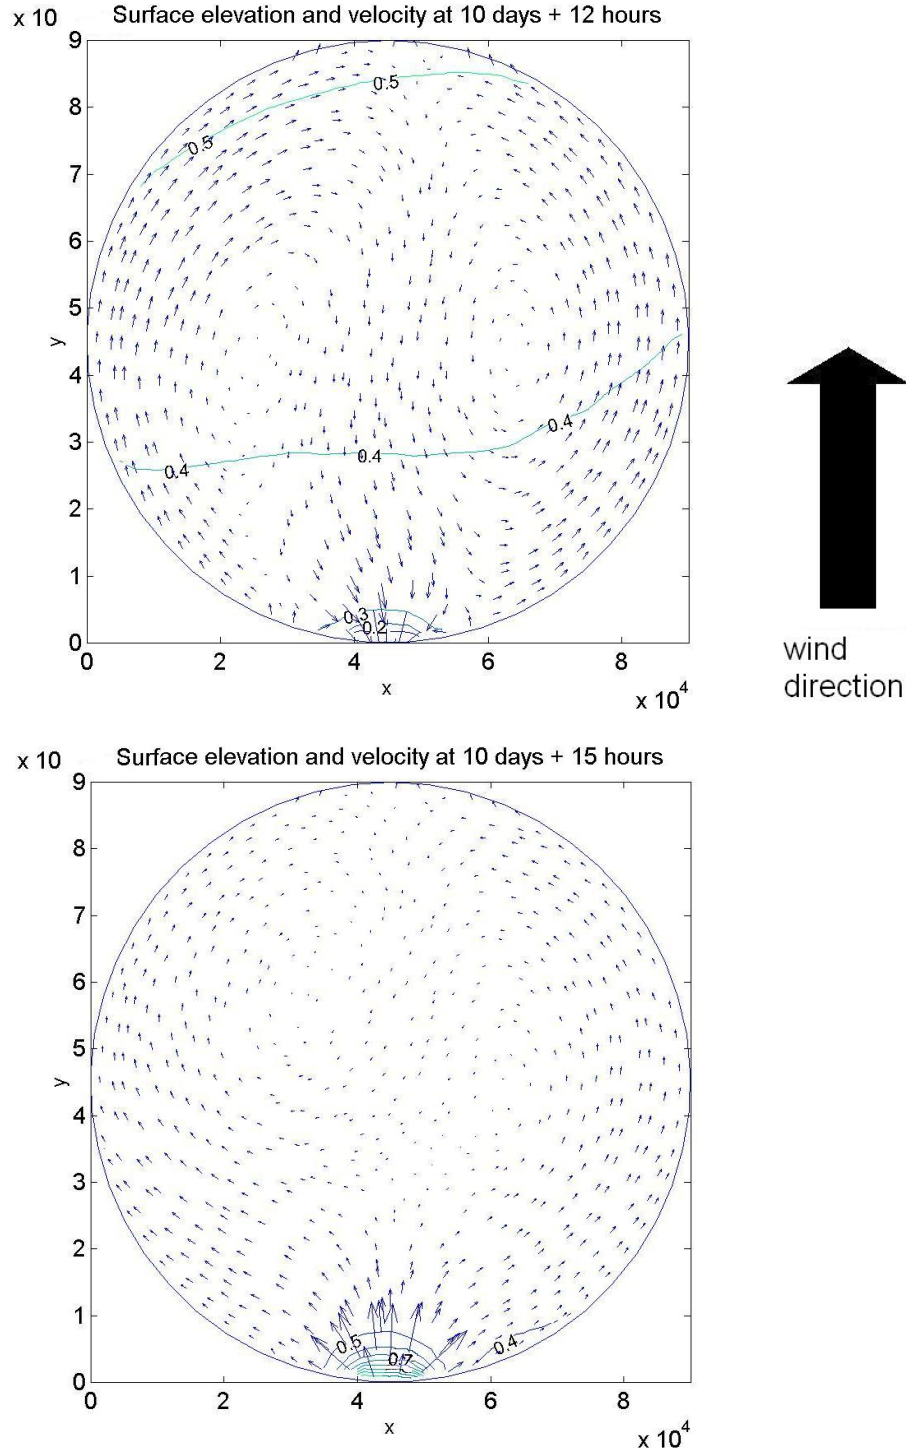 x 10
Surface elevation and velocity at 10 days + 12 hours
9
8
7
6
5
4
3
2
1
0
y
0.5
0.5
0.4
0.4
0.4
0.3
0.2
0 2 4 6 8
x
x 10^4
wind
direction
x 10
Surface elevation and velocity at 10 days + 15 hours
9
8
7
6
5
4
3
2
1
0
y
0.5
0.7
0.4
0 2 4 6 8
x
x 10^4